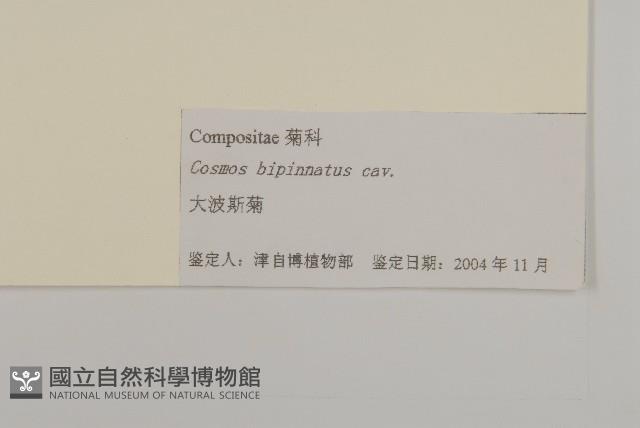 Compositae 菊科
Cosmos bipinnatus cav.
大波斯菊
鉴定人：津自博植物部 鉴定日期：2004 年 11 月
國立自然科學博物館
NATIONAL MUSEUM OF NATURAL SCIENCE